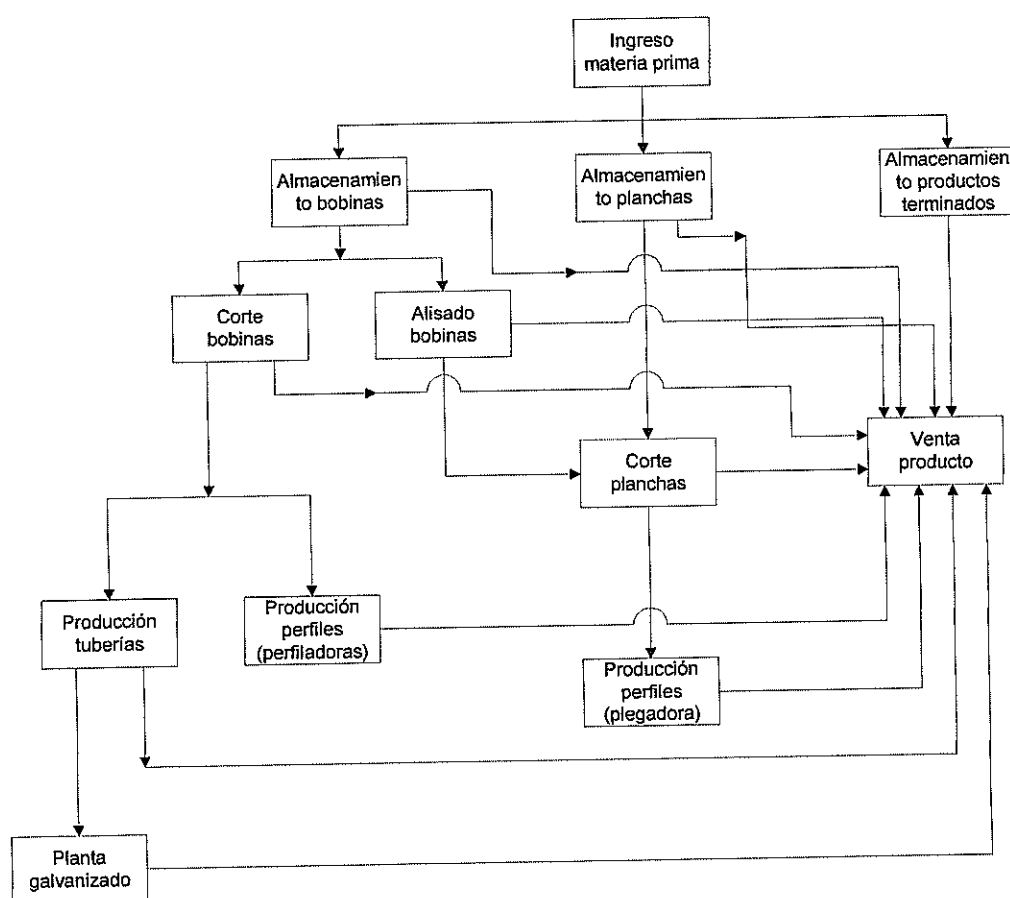 Ingreso
materia prima
Almacenamien
to bobinas
Almacenamien
to planchas
Almacenamien
to productos
terminados
Corte
bobinas
Alisado
bobinas
Corte
planchas
Venta
producto
Producción
tuberías
Producción
perfiles
(perfiladoras)
Producción
perfiles
(plegadora)
Planta
galvanizado